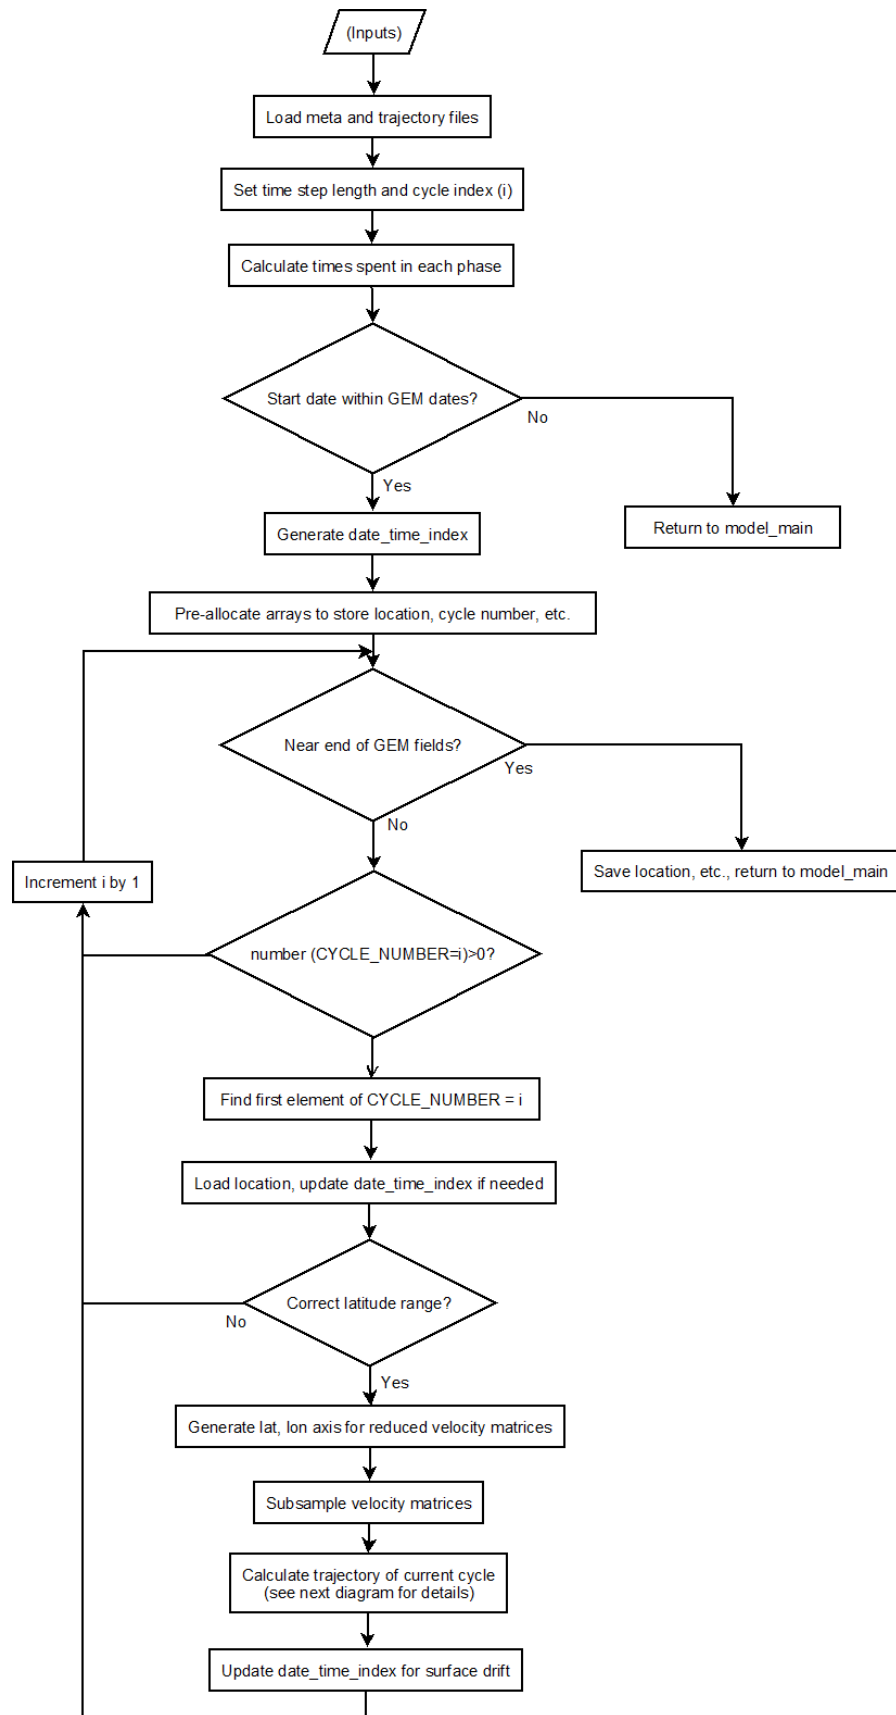 (Inputs)
Load meta and trajectory files
Set time step length and cycle index (i)
Calculate times spent in each phase
Start date within GEM dates?
No
Yes
Generate date_time_index
Return to model_main
Pre-allocate arrays to store location, cycle number, etc.
Near end of GEM fields?
Yes
No
Increment i by 1
Save location, etc., return to model_main
number (CYCLE_NUMBER=i)>0?
Find first element of CYCLE_NUMBER = i
Load location, update date_time_index if needed
Correct latitude range?
No
Yes
Generate lat, lon axis for reduced velocity matrices
Subsample velocity matrices
Calculate trajectory of current cycle
(see next diagram for details)
Update date_time_index for surface drift